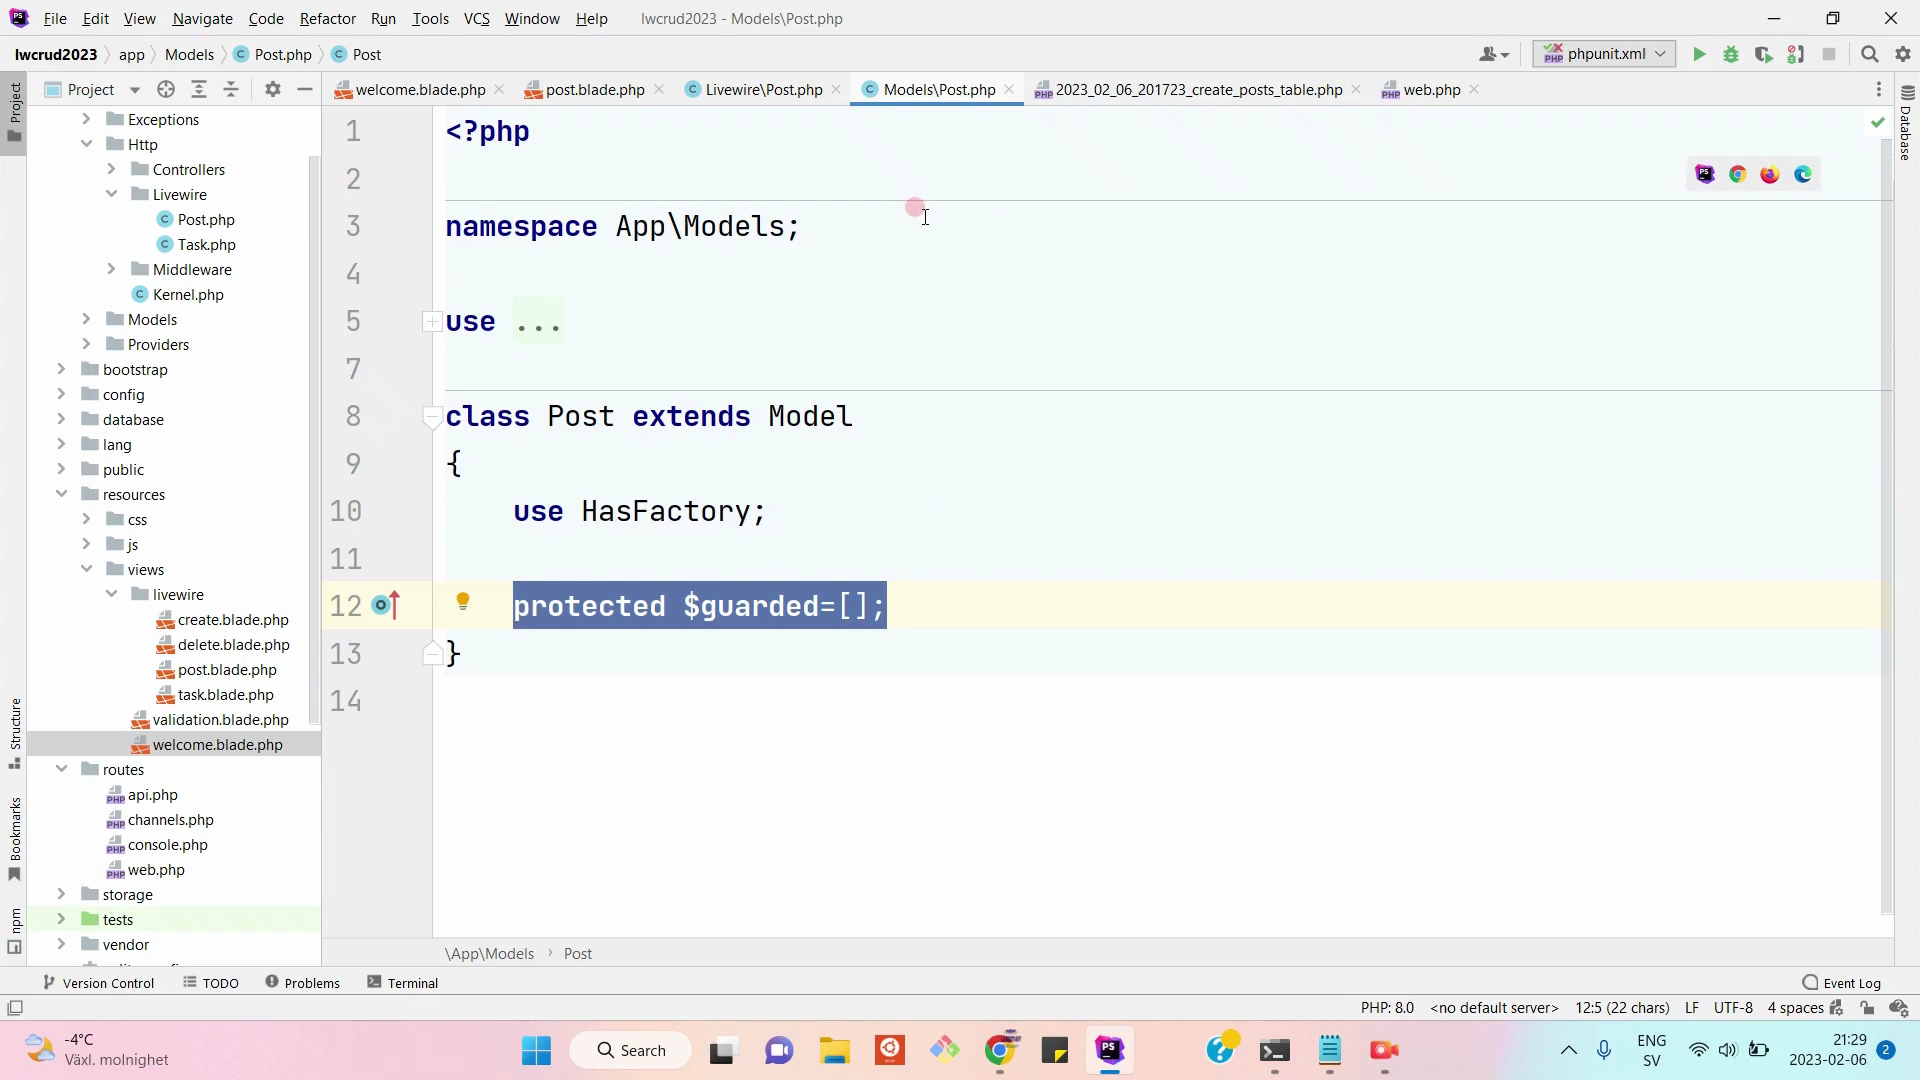 File Edit View Navigate Code Refactor Run Tools VCS Window Help lwcrud2023 - Models\Post.php
lwcrud2023 app Models Post.php Post phpunit.xml
Project
welcome.blade.php post.blade.php Livewire\Post.php Models\Post.php 2023_02_06_201723_create_posts_table.php web.php
Project
Database
Structure
Bookmarks
npm
Exceptions
Http
Controllers
Livewire
Post.php
Task.php
Middleware
Kernel.php
Models
Providers
bootstrap
config
database
lang
public
resources
css
js
views
livewire
create.blade.php
delete.blade.php
post.blade.php
task.blade.php
validation.blade.php
welcome.blade.php
routes
api.php
channels.php
console.php
web.php
storage
tests
vendor
1 <?php
2
3 namespace App\Models;
4
5 use ...
7
8 class Post extends Model
9 {
10 use HasFactory;
11
12 protected $guarded=[];
13 }
14
\App\Models › Post
Version Control TODO Problems Terminal Event Log
PHP: 8.0 <no default server> 12:5 (22 chars) LF UTF-8 4 spaces
-4°C
Växl. molnighet
Search
ENG
SV
21:29
2023-02-06
2